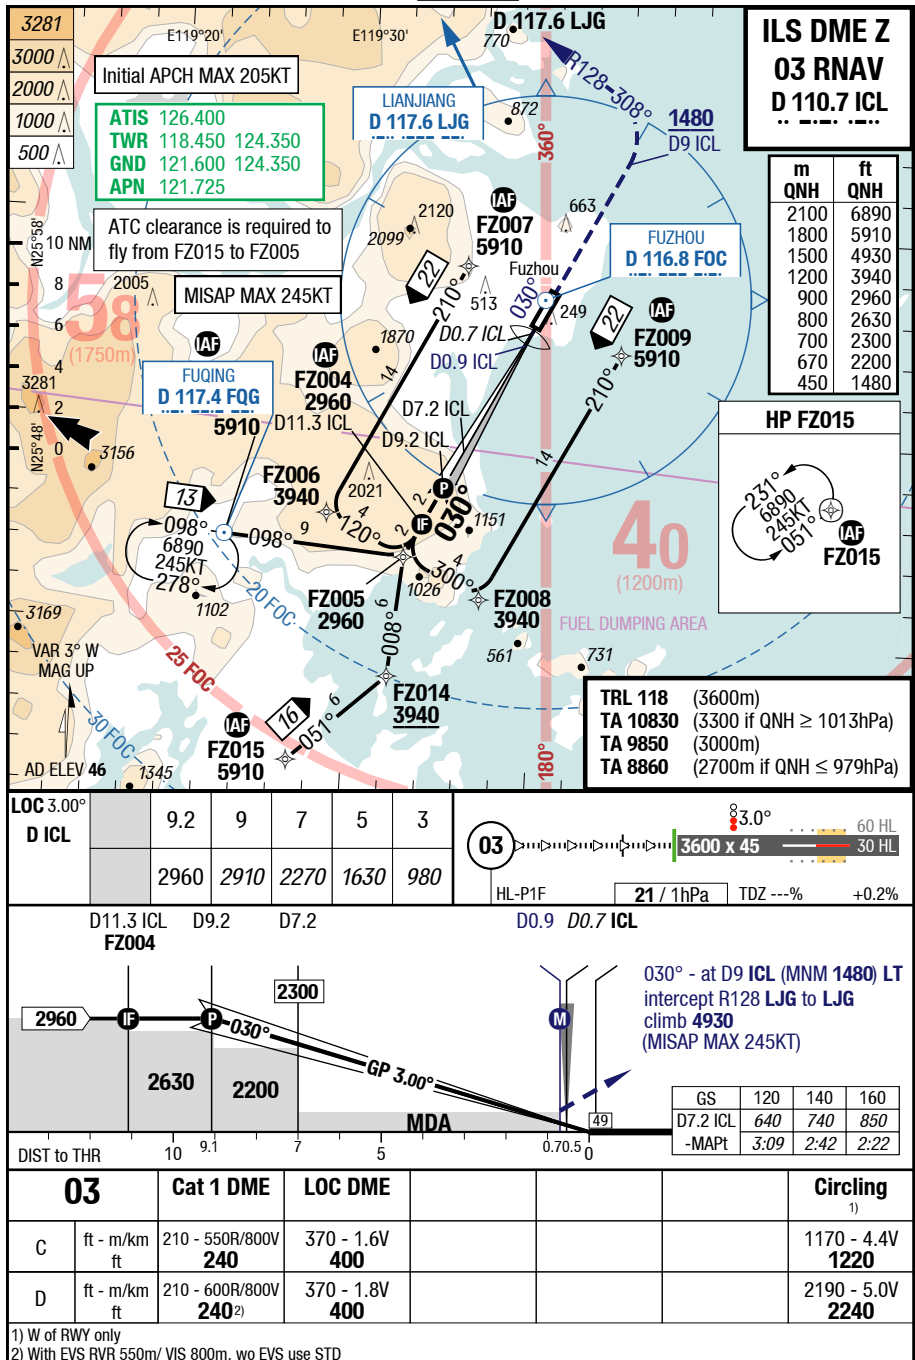 3281
3000
2000
1000
500
E119°20'
E119°30'
D 117.6 LJG
770
ILS DME Z
03 RNAV
D 110.7 ICL
Initial APCH MAX 205KT
ATIS 126.400
TWR 118.450 124.350
GND 121.600 124.350
APN 121.725
LIANJIANG
D 117.6 LJG
872
R128-308°
360°
1480
D9 ICL
m ft
QNH QNH
2100 6890
1800 5910
1500 4930
1200 3940
900 2960
800 2630
700 2300
670 2200
450 1480
ATC clearance is required to
fly from FZ015 to FZ005
MISAP MAX 245KT
N25°58'
10 NM
8
6
4
2
0
N25°48'
2120
2099
2005
IAF
FZ007
5910
663
FUZHOU
D 116.8 FOC
22
210°
Fuzhou
513
030°
249
22
IAF
FZ009
5910
D0.7 ICL
D0.9 ICL
58
(1750m)
1870
IAF
IAF
FZ004
2960
14
210°
FUQING
D 117.4 FQG
5910
3281
D11.3 ICL
D7.2 ICL
D9.2 ICL
3156
FZ006
3940
2021
P
2
14
13
4
120°
2
IF
030°
1151
40
(1200m)
098°
6890
245KT
278°
098°
9
4
300°
HP FZ015
231°
6890
245KT
051°
IAF
FZ015
1102
20 FOC
FZ005
2960
1026
FZ008
3940
FUEL DUMPING AREA
3169
9
008°
561
731
VAR 3° W
MAG UP
25 FOC
30 FOC
FZ014
3940
16
6
051°
IAF
FZ015
5910
180°
AD ELEV 46
1345
TRL 118 (3600m)
TA 10830 (3300 if QNH ≥ 1013hPa)
TA 9850 (3000m)
TA 8860 (2700m if QNH ≤ 979hPa)
LOC 3.00° 9.2 9 7 5 3
D ICL
2960 2910 2270 1630 980
3.0°
60 HL
03
3600 x 45
30 HL
HL-P1F
21 / 1hPa
TDZ ---%
+0.2%
D11.3 ICL D9.2 D7.2 D0.9 D0.7 ICL
FZ004
030° - at D9 ICL (MNM 1480) LT
intercept R128 LJG to LJG
climb 4930
(MISAP MAX 245KT)
2300
2960
IF
P
030°
M
GP 3.00°
2630
2200
MDA
49
GS 120 140 160
D7.2 ICL 640 740 850
-MAPt 3:09 2:42 2:22
DIST to THR 10 9.1 7 5 0.7 0.5 0
03 Cat 1 DME LOC DME Circling
1)
C ft - m/km 210 - 550R/800V 370 - 1.6V 1170 - 4.4V
ft 240 400 1220
D ft - m/km 210 - 600R/800V 370 - 1.8V 2190 - 5.0V
ft 240 2) 400 2240
1) W of RWY only
2) With EVS RVR 550m/ VIS 800m, wo EVS use STD